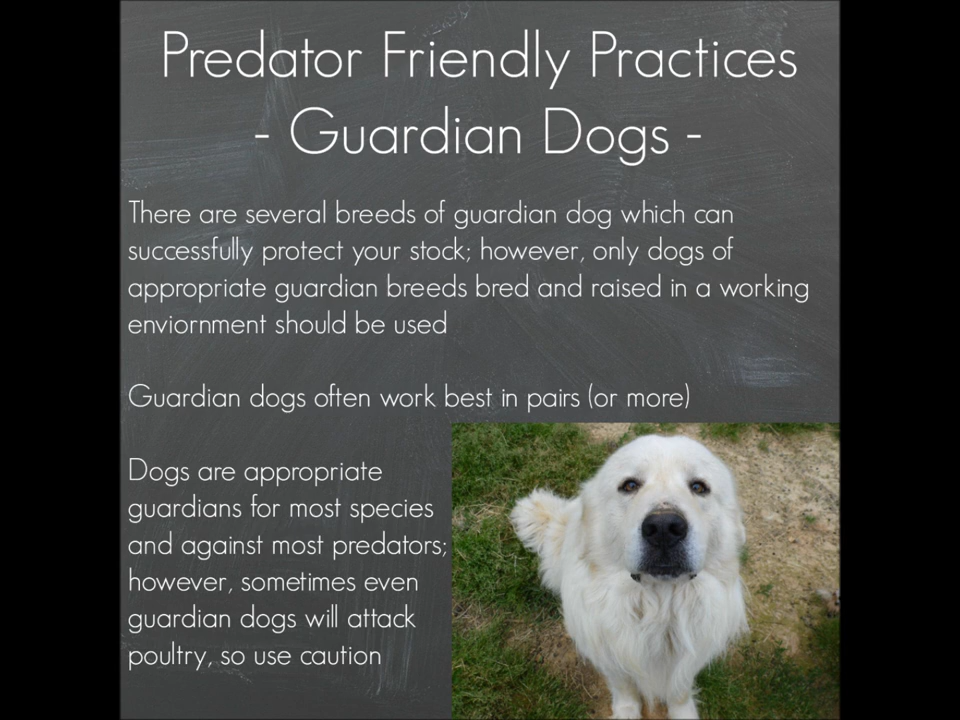 Predator Friendly Practices
- Guardian Dogs -
There are several breeds of guardian dog which can
successfully protect your stock; however, only dogs of
appropriate guardian breeds bred and raised in a working
enviornment should be used
Guardian dogs often work best in pairs (or more)
Dogs are appropriate
guardians for most species
and against most predators;
however, sometimes even
guardian dogs will attack
poultry, so use caution